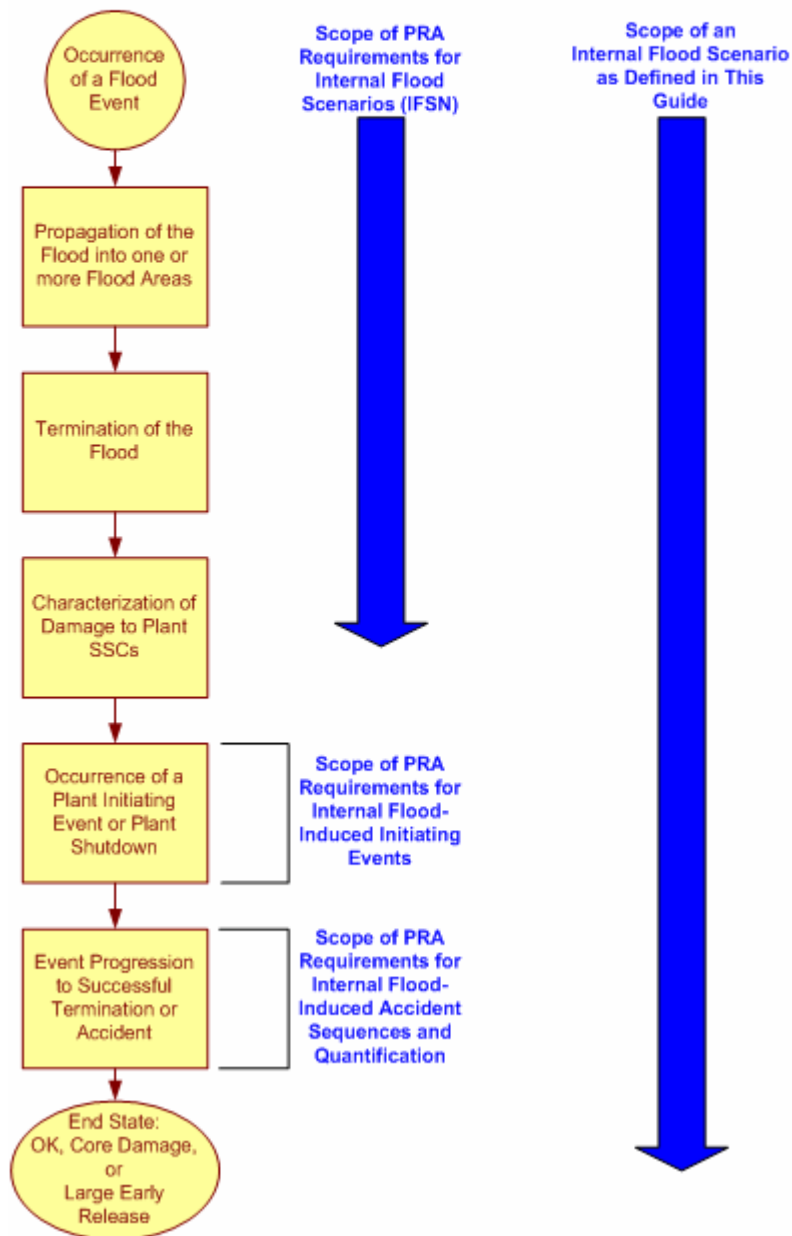 Occurrence
of a Flood
Event
Scope of PRA
Requirements for
Internal Flood
Scenarios (IFSN)
Scope of an
Internal Flood Scenario
as Defined in This
Guide
Propagation of the
Flood into one or
more Flood Areas
Termination of the
Flood
Characterization of
Damage to Plant
SSCs
Occurrence of a
Plant Initiating
Event or Plant
Shutdown
Scope of PRA
Requirements for
Internal Flood-
Induced Initiating
Events
Event Progression
to Successful
Termination or
Accident
Scope of PRA
Requirements for
Internal Flood-
Induced Accident
Sequences and
Quantification
End State:
OK, Core Damage,
or
Large Early
Release